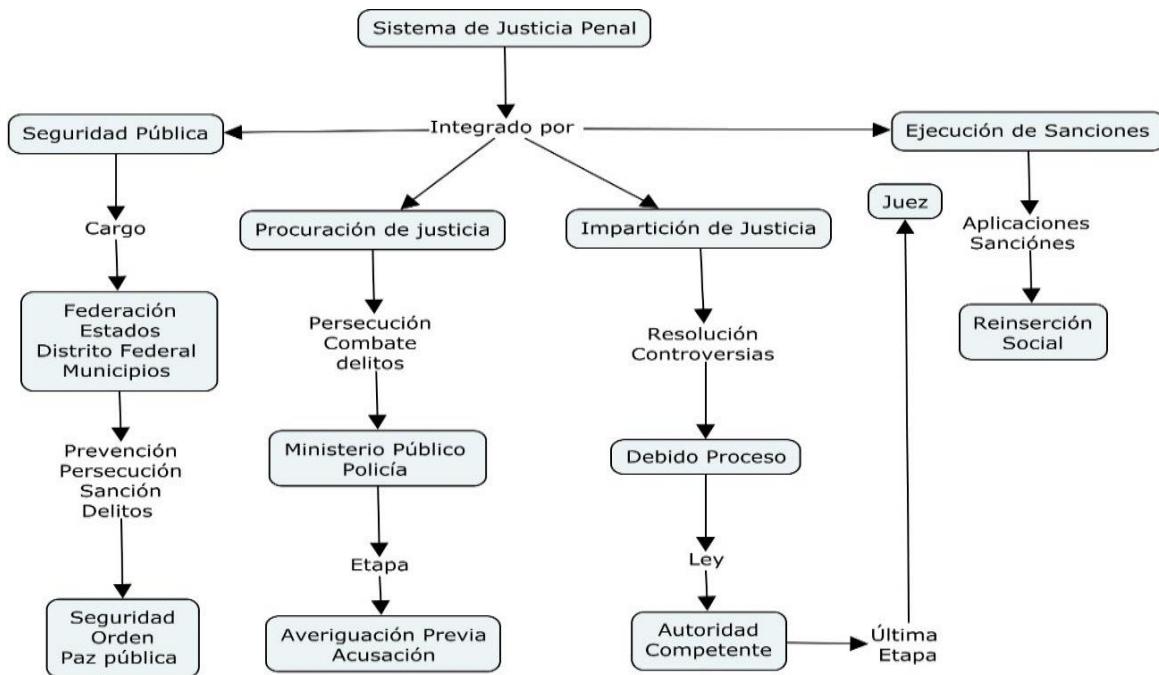 Sistema de Justicia Penal
Integrado por
Seguridad Pública
Cargo
Federación
Estados
Distrito Federal
Municipios
Prevención
Persecución
Sanción
Delitos
Seguridad
Orden
Paz pública
Procuración de justicia
Persecución
Combate
delitos
Ministerio Público
Policía
Etapa
Averiguación Previa
Acusación
Impartición de Justicia
Resolución
Controversias
Debido Proceso
Ley
Autoridad
Competente
Última
Etapa
Juez
Ejecución de Sanciones
Aplicaciones
Sanciónes
Reinserción
Social